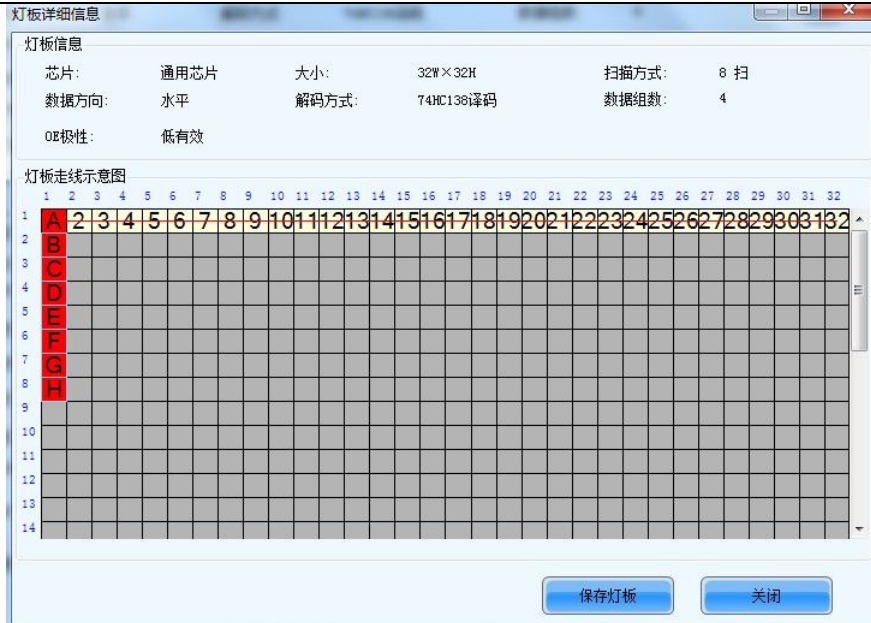 灯板详细信息
灯板信息
芯片: 通用芯片 大小: 32W×32H 扫描方式: 8 扫
数据方向: 水平 解码方式: 74HC138译码 数据组数: 4
OE极性: 低有效
灯板走线示意图
1 2 3 4 5 6 7 8 9 10 11 12 13 14 15 16 17 18 19 20 21 22 23 24 25 26 27 28 29 30 31 32
1 A 2 3 4 5 6 7 8 9 10 11 12 13 14 15 16 17 18 19 20 21 22 23 24 25 26 27 28 29 30 31 32
2 B
3 C
4 D
5 E
6 F
7 G
8 H
9
10
11
12
13
14
保存灯板 关闭